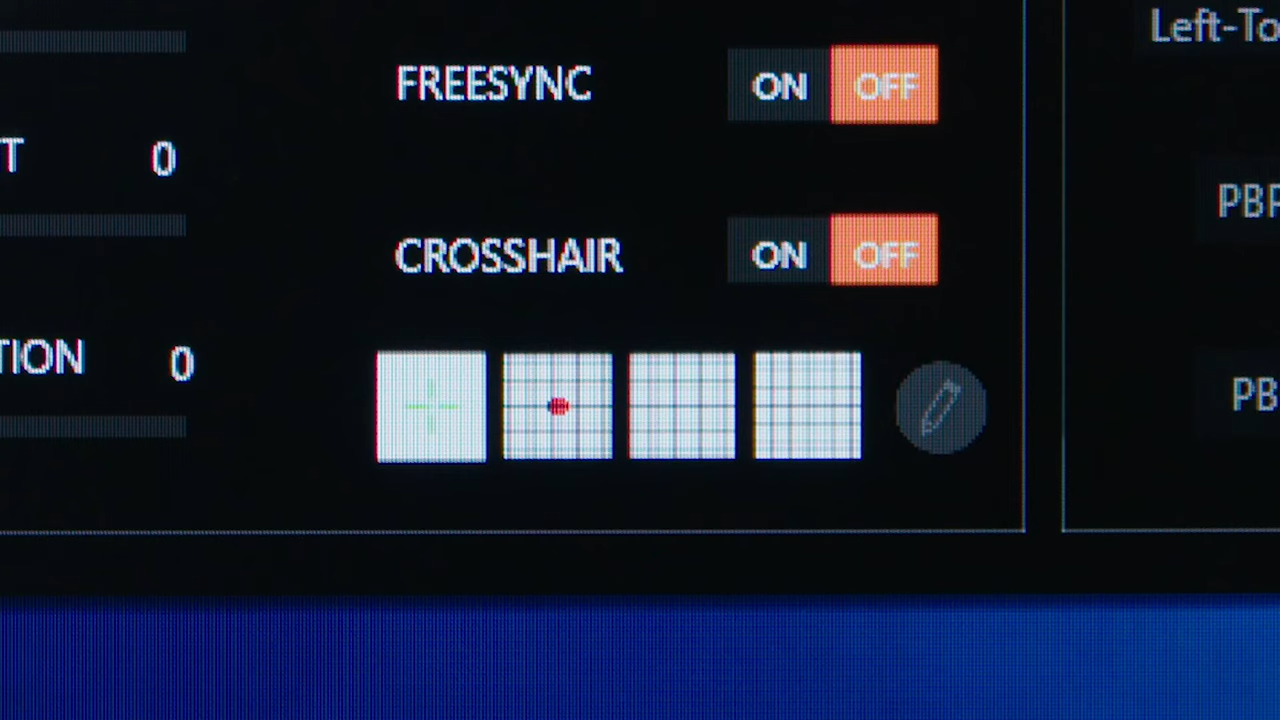 Left-To
FREESYNC ON OFF
T 0
PBP
CROSSHAIR ON OFF
TION 0
PB